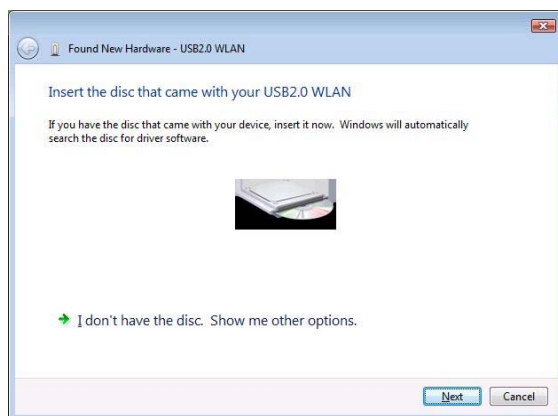 Found New Hardware - USB2.0 WLAN
Insert the disc that came with your USB2.0 WLAN
If you have the disc that came with your device, insert it now. Windows will automatically
search the disc for driver software.
I don't have the disc. Show me other options.
Next Cancel